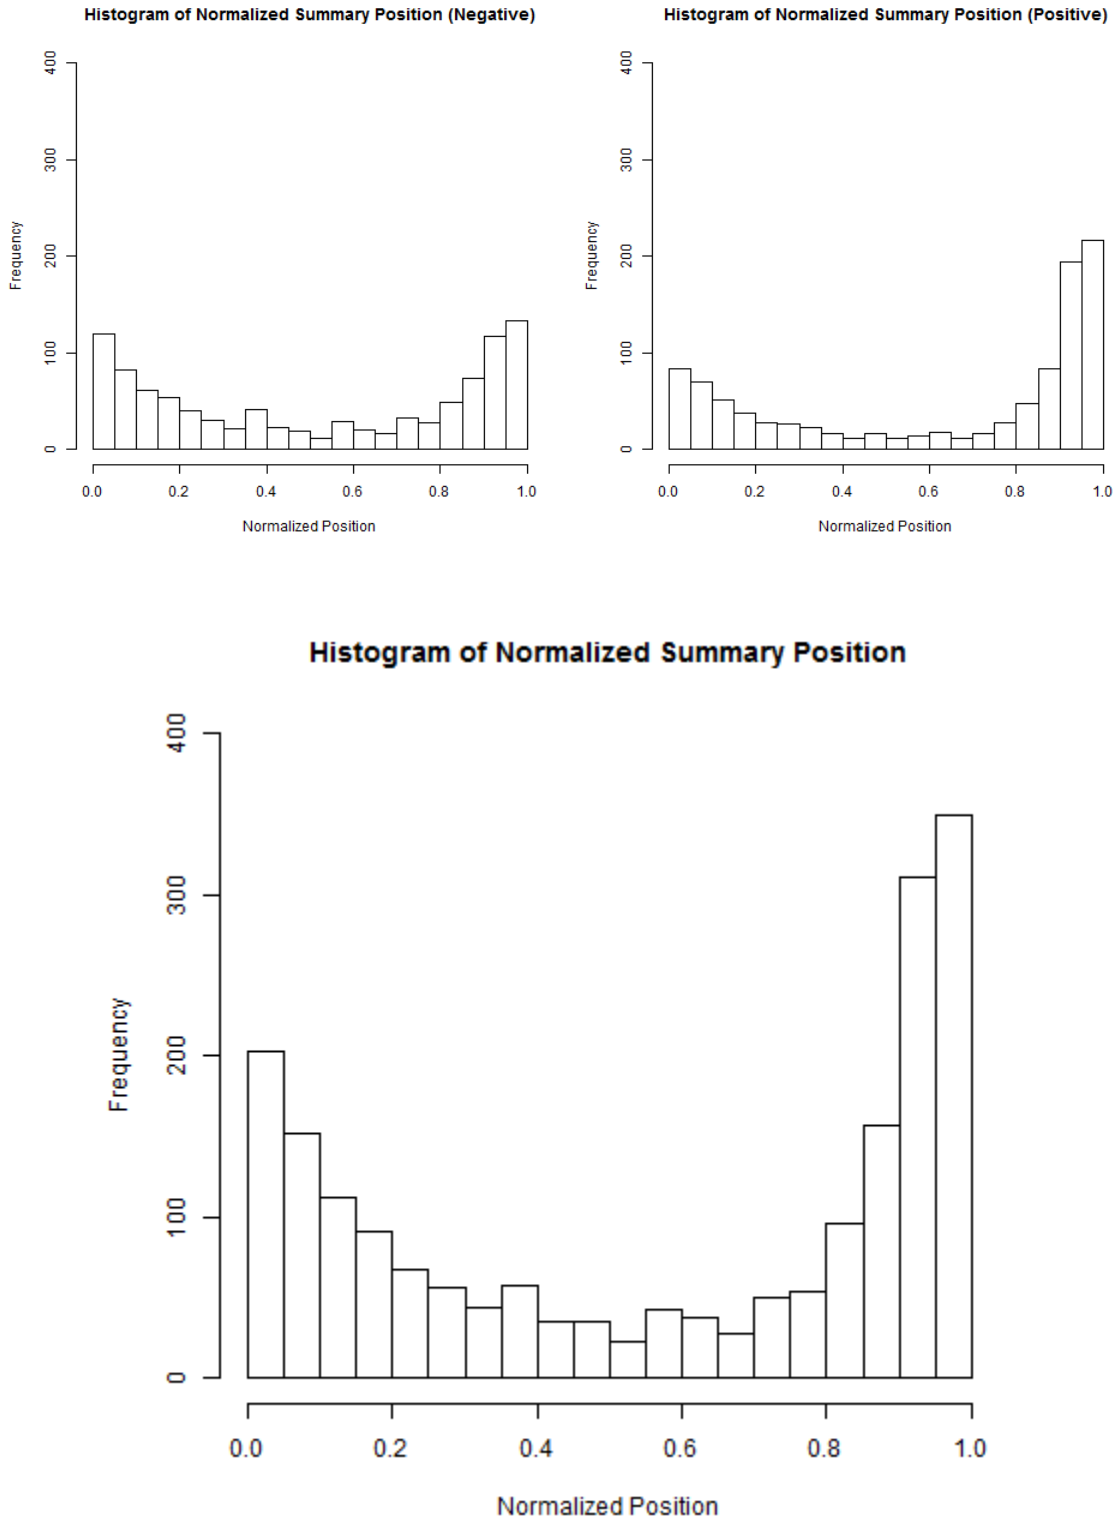 Histogram of Normalized Summary Position (Negative)
Frequency
400
300
200
100
0
0.0 0.2 0.4 0.6 0.8 1.0
Normalized Position
Histogram of Normalized Summary Position (Positive)
Frequency
400
300
200
100
0
0.0 0.2 0.4 0.6 0.8 1.0
Normalized Position
Histogram of Normalized Summary Position
Frequency
400
300
200
100
0
0.0 0.2 0.4 0.6 0.8 1.0
Normalized Position